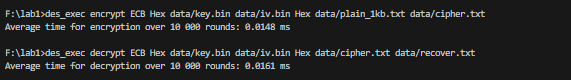 F:\lab1>des_exec encrypt ECB Hex data/key.bin data/iv.bin Hex data/plain_1kb.txt data/cipher.txt
Average time for encryption over 10 000 rounds: 0.0148 ms
F:\lab1>des_exec decrypt ECB Hex data/key.bin data/iv.bin Hex data/cipher.txt data/recover.txt
Average time for decryption over 10 000 rounds: 0.0161 ms